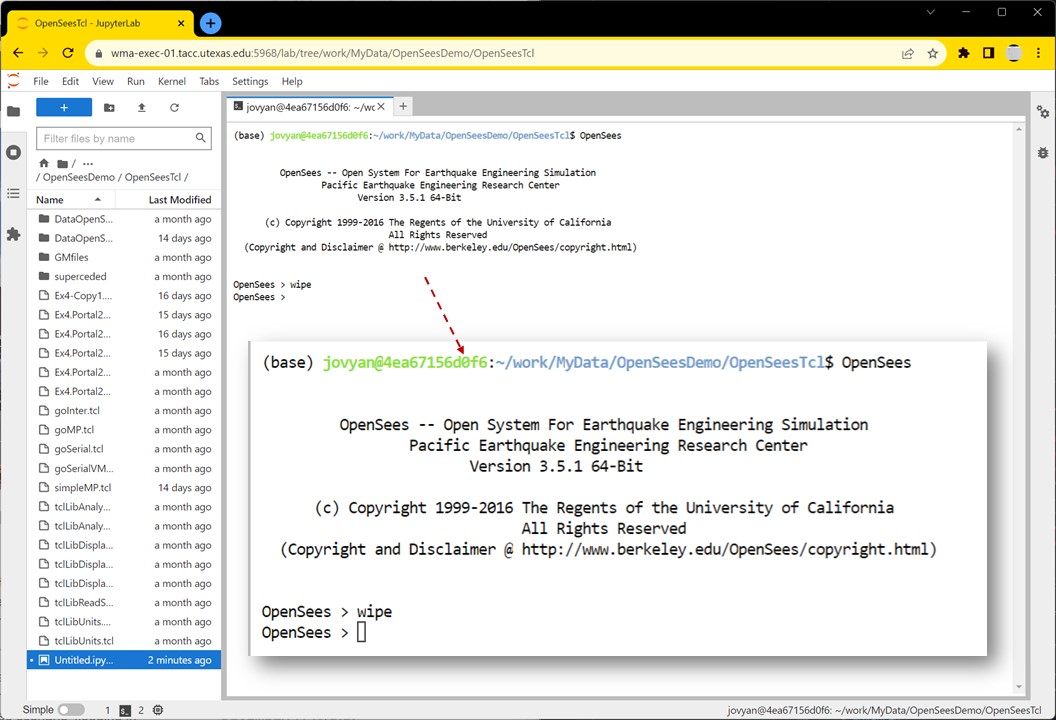 OpenSeesTcl - JupyterLab
wma-exec-01.tacc.utexas.edu:5968/lab/tree/work/MyData/OpenSeesDemo/OpenSeesTcl
File Edit View Run Kernel Tabs Settings Help
jovyan@4ea67156d0f6: ~/wc
Filter files by name
/ ...
/ OpenSeesDemo / OpenSeesTcl /
Name Last Modified
DataOpenS... a month ago
DataOpenS... 14 days ago
GMfiles a month ago
superceded a month ago
Ex4-Copy1.... 16 days ago
Ex4.Portal2... 15 days ago
Ex4.Portal2... 16 days ago
Ex4.Portal2... 15 days ago
Ex4.Portal2... a month ago
Ex4.Portal2... a month ago
goInter.tcl a month ago
goMP.tcl a month ago
goSerial.tcl a month ago
goSerialVM... a month ago
simpleMP.tcl 14 days ago
tclLibAnaly... a month ago
tclLibAnaly... a month ago
tclLibDispla... a month ago
tclLibDispla... a month ago
tclLibDispla... a month ago
tclLibReadS... a month ago
tclLibUnits.... a month ago
tclLibUnits.tcl a month ago
Untitled.ipy... 2 minutes ago
(base) jovyan@4ea67156d0f6:~/work/MyData/OpenSeesDemo/OpenSeesTcl$ OpenSees
OpenSees -- Open System For Earthquake Engineering Simulation
Pacific Earthquake Engineering Research Center
Version 3.5.1 64-Bit
(c) Copyright 1999-2016 The Regents of the University of California
All Rights Reserved
(Copyright and Disclaimer @ http://www.berkeley.edu/OpenSees/copyright.html)
OpenSees > wipe
OpenSees >
(base) jovyan@4ea67156d0f6:~/work/MyData/OpenSeesDemo/OpenSeesTcl$ OpenSees
OpenSees -- Open System For Earthquake Engineering Simulation
Pacific Earthquake Engineering Research Center
Version 3.5.1 64-Bit
(c) Copyright 1999-2016 The Regents of the University of California
All Rights Reserved
(Copyright and Disclaimer @ http://www.berkeley.edu/OpenSees/copyright.html)
OpenSees > wipe
OpenSees >
Simple 1 2 jovyan@4ea67156d0f6: ~/work/MyData/OpenSeesDemo/OpenSeesTcl